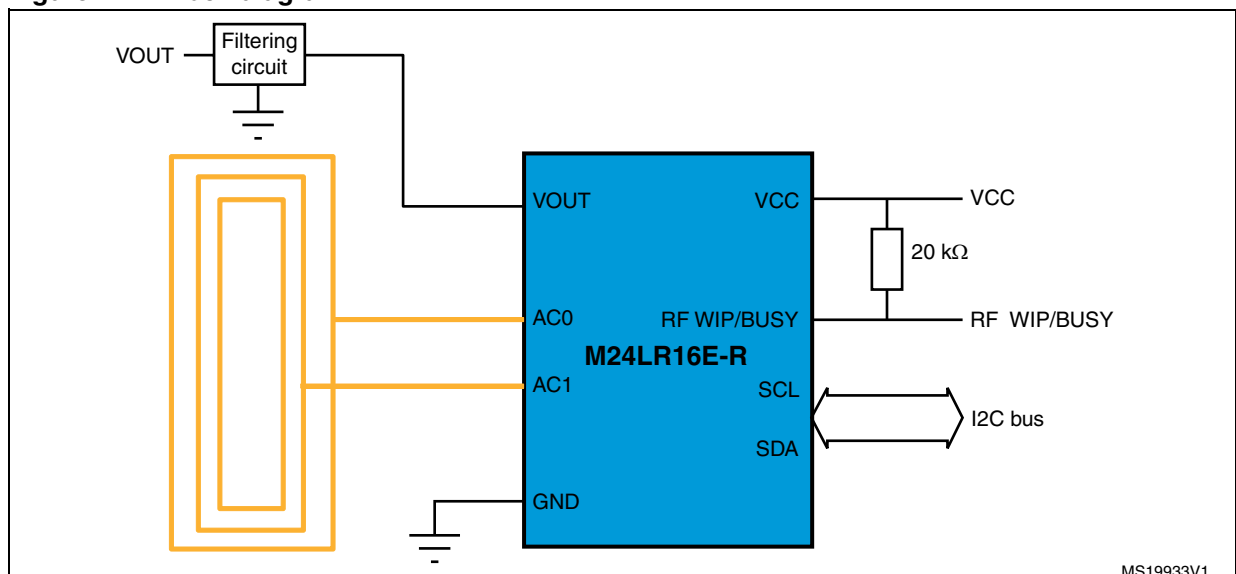 VOUT
Filtering
circuit
VOUT
VCC
VCC
20 kΩ
AC0
RF WIP/BUSY
RF WIP/BUSY
M24LR16E-R
AC1
SCL
I2C bus
SDA
GND
MS19933V1